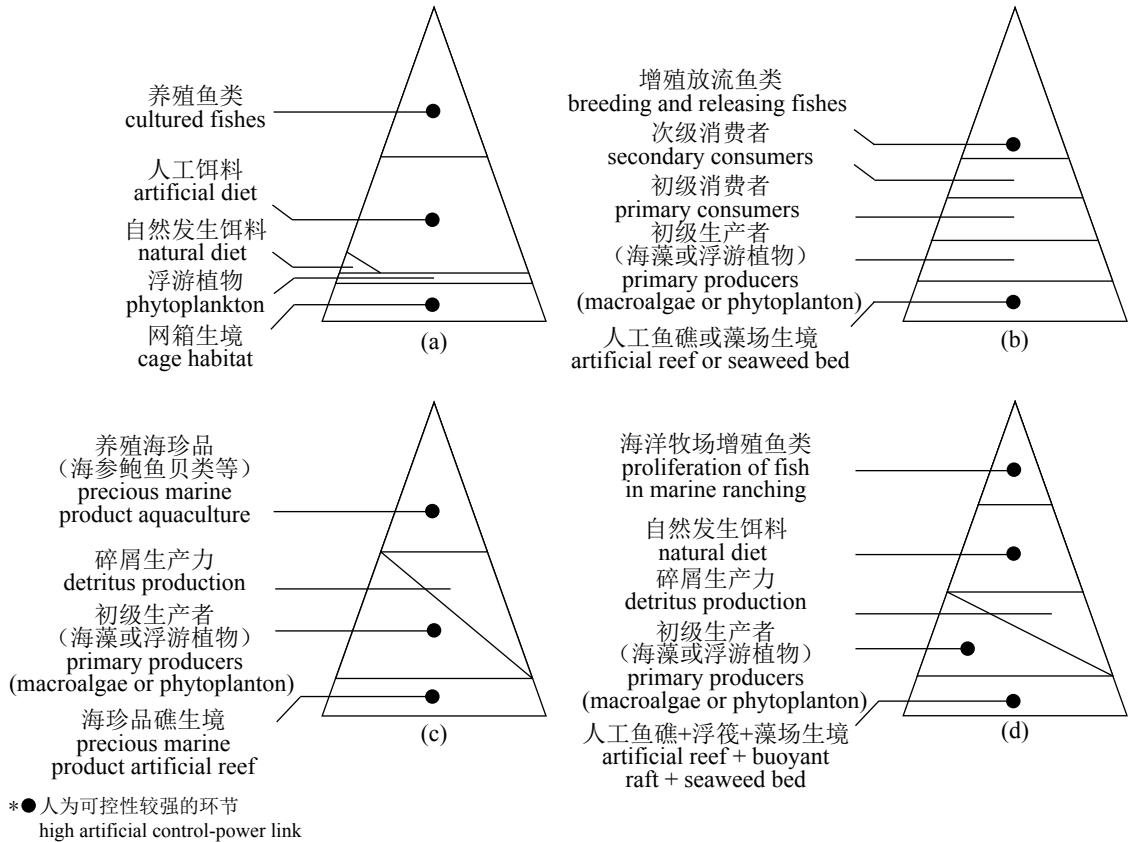 养殖鱼类
cultured fishes
人工饵料
artificial diet
自然发生饵料
natural diet
浮游植物
phytoplankton
网箱生境
cage habitat
(a)
增殖放流鱼类
breeding and releasing fishes
次级消费者
secondary consumers
初级消费者
primary consumers
初级生产者
（海藻或浮游植物）
primary producers
(macroalgae or phytoplanton)
人工鱼礁或藻场生境
artificial reef or seaweed bed
(b)
养殖海珍品
（海参鲍鱼贝类等）
precious marine
product aquaculture
碎屑生产力
detritus production
初级生产者
（海藻或浮游植物）
primary producers
(macroalgae or phytoplanton)
海珍品礁生境
precious marine
product artificial reef
(c)
海洋牧场增殖鱼类
proliferation of fish
in marine ranching
自然发生饵料
natural diet
碎屑生产力
detritus production
初级生产者
（海藻或浮游植物）
primary producers
(macroalgae or phytoplanton)
人工鱼礁+浮筏+藻场生境
artificial reef + buoyant
raft + seaweed bed
(d)
*●人为可控性较强的环节
high artificial control-power link